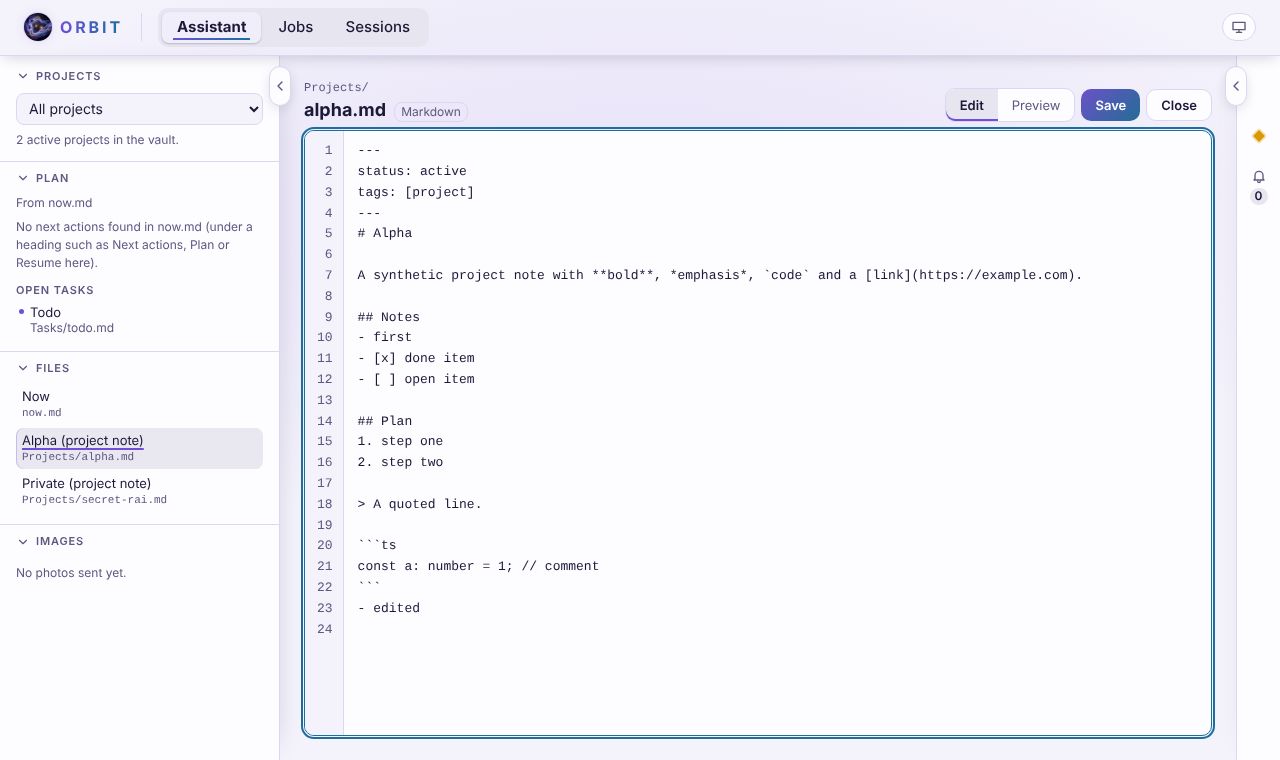 ORBIT
Assistant
Jobs
Sessions
PROJECTS
All projects
2 active projects in the vault.
PLAN
From now.md
No next actions found in now.md (under a
heading such as Next actions, Plan or
Resume here).
OPEN TASKS
Todo
Tasks/todo.md
FILES
Now
now.md
Alpha (project note)
Projects/alpha.md
Private (project note)
Projects/secret-rai.md
IMAGES
No photos sent yet.
Projects/
alpha.md Markdown
Edit Preview Save Close
1 ---
2 status: active
3 tags: [project]
4 ---
5 # Alpha
6
7 A synthetic project note with **bold**, *emphasis*, `code` and a [link](https://example.com).
8
9 ## Notes
10 - first
11 - [x] done item
12 - [ ] open item
13
14 ## Plan
15 1. step one
16 2. step two
17
18 > A quoted line.
19
20 ```ts
21 const a: number = 1; // comment
22 ```
23 - edited
24
0